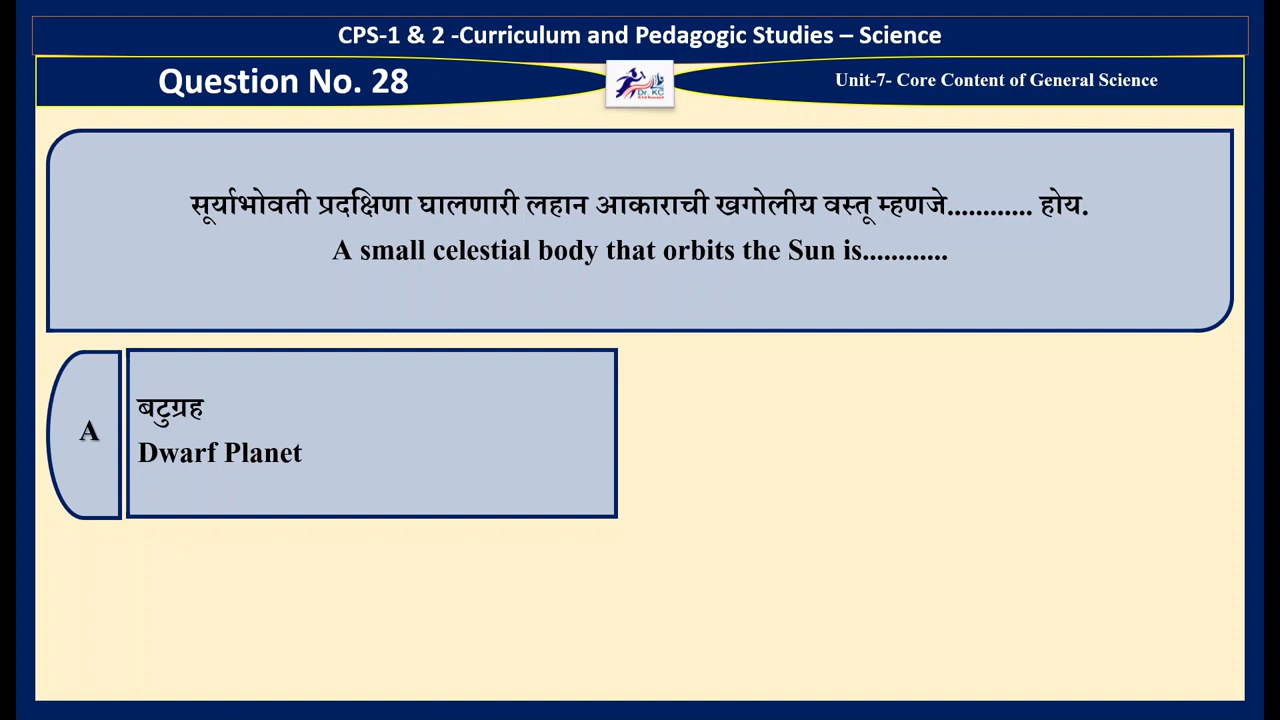 CPS-1 & 2 -Curriculum and Pedagogic Studies – Science
Question No. 28
Dr. KC
Unit-7- Core Content of General Science
सूर्याभोवती प्रदक्षिणा घालणारी लहान आकाराची खगोलीय वस्तू म्हणजे............ होय.
A small celestial body that orbits the Sun is............
A
बटुग्रह
Dwarf Planet